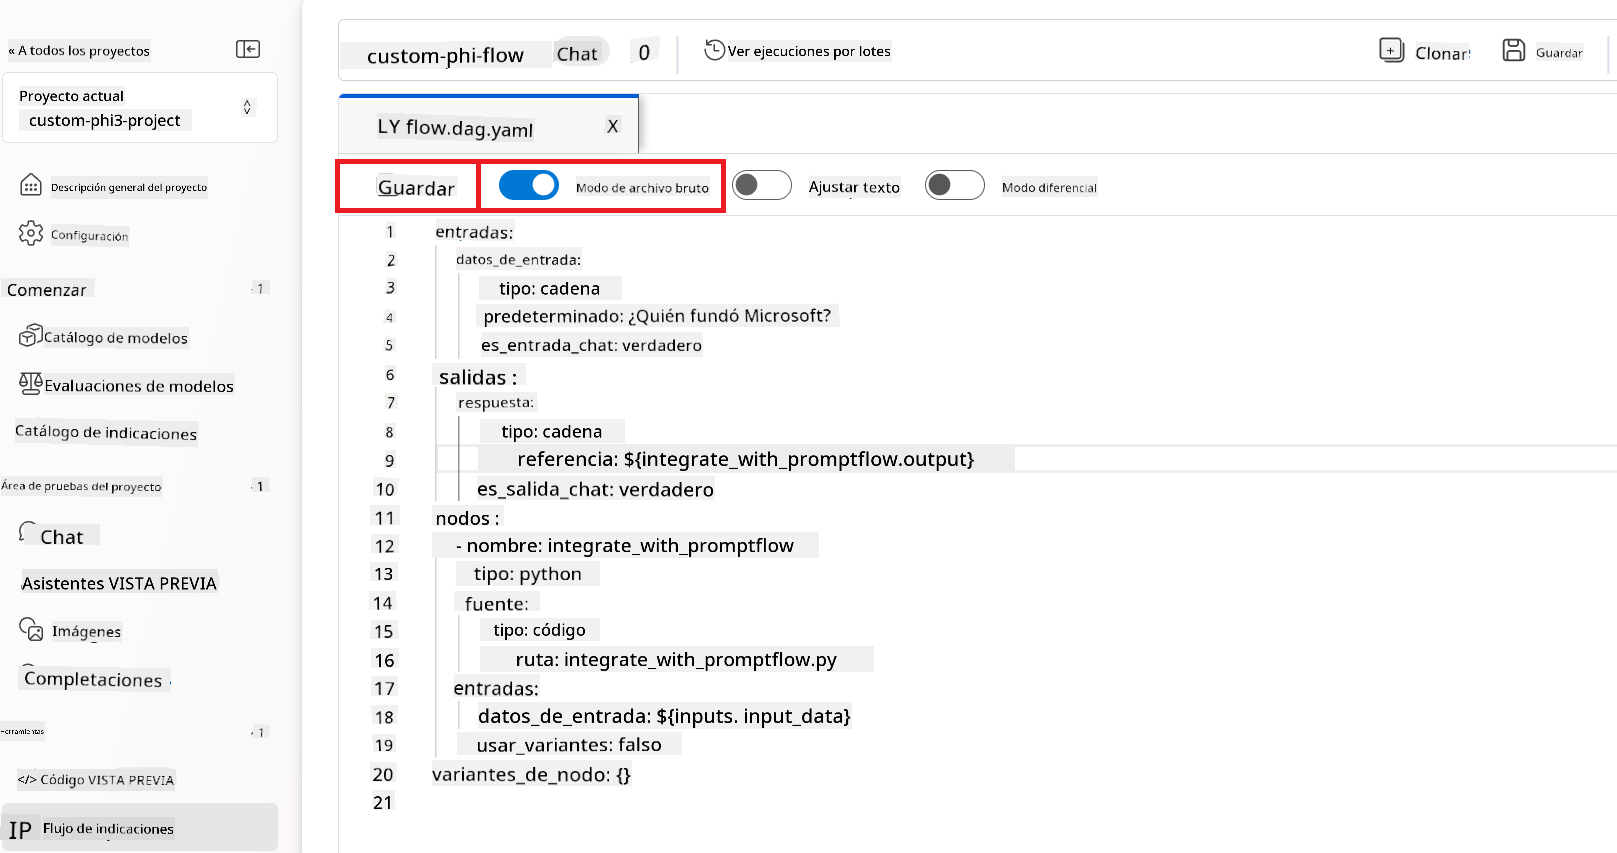 « A todos los proyectos
Proyecto actual
custom-phi3-project
Descripción general del proyecto
Configuración
Comenzar
1
Catálogo de modelos
Evaluaciones de modelos
Catálogo de indicaciones
Área de pruebas del proyecto
1
Chat
Asistentes VISTA PREVIA
Imágenes
Completaciones
Herramientas
1
</> Código VISTA PREVIA
IP Flujo de indicaciones
custom-phi-flow Chat 0 Ver ejecuciones por lotes Clonar Guardar
LY flow.dag.yaml X
Guardar Modo de archivo bruto Ajustar texto Modo diferencial
1 entradas:
2 datos_de_entrada:
3 tipo: cadena
4 predeterminado: ¿Quién fundó Microsoft?
5 es_entrada_chat: verdadero
6 salidas :
7 respuesta:
8 tipo: cadena
9 referencia: ${integrate_with_promptflow.output}
10 es_salida_chat: verdadero
11 nodos :
12 - nombre: integrate_with_promptflow
13 tipo: python
14 fuente:
15 tipo: código
16 ruta: integrate_with_promptflow.py
17 entradas:
18 datos_de_entrada: ${inputs. input_data}
19 usar_variantes: falso
20 variantes_de_nodo: {}
21